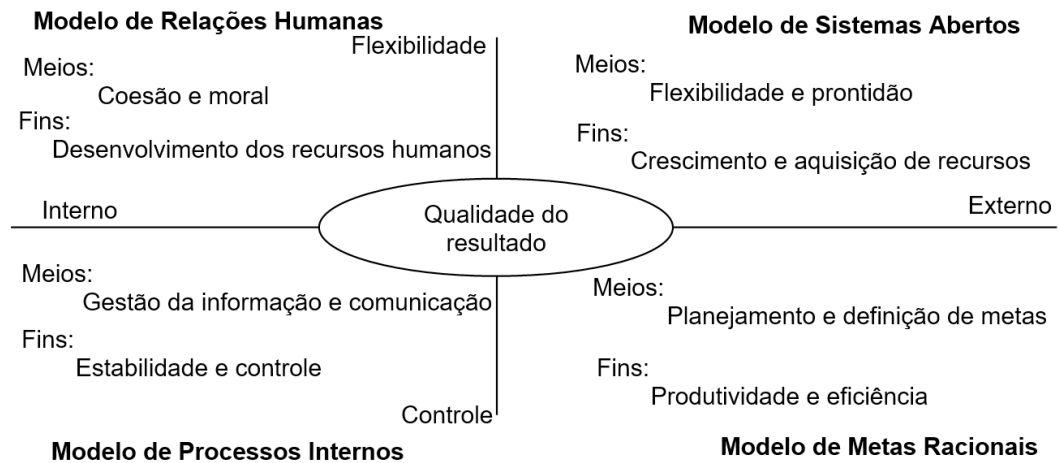 Modelo de Relações Humanas
Flexibilidade
Meios:
Coesão e moral
Fins:
Desenvolvimento dos recursos humanos
Modelo de Sistemas Abertos
Meios:
Flexibilidade e prontidão
Fins:
Crescimento e aquisição de recursos
Interno
Qualidade do
resultado
Externo
Meios:
Gestão da informação e comunicação
Fins:
Estabilidade e controle
Controle
Modelo de Processos Internos
Meios:
Planejamento e definição de metas
Fins:
Produtividade e eficiência
Modelo de Metas Racionais